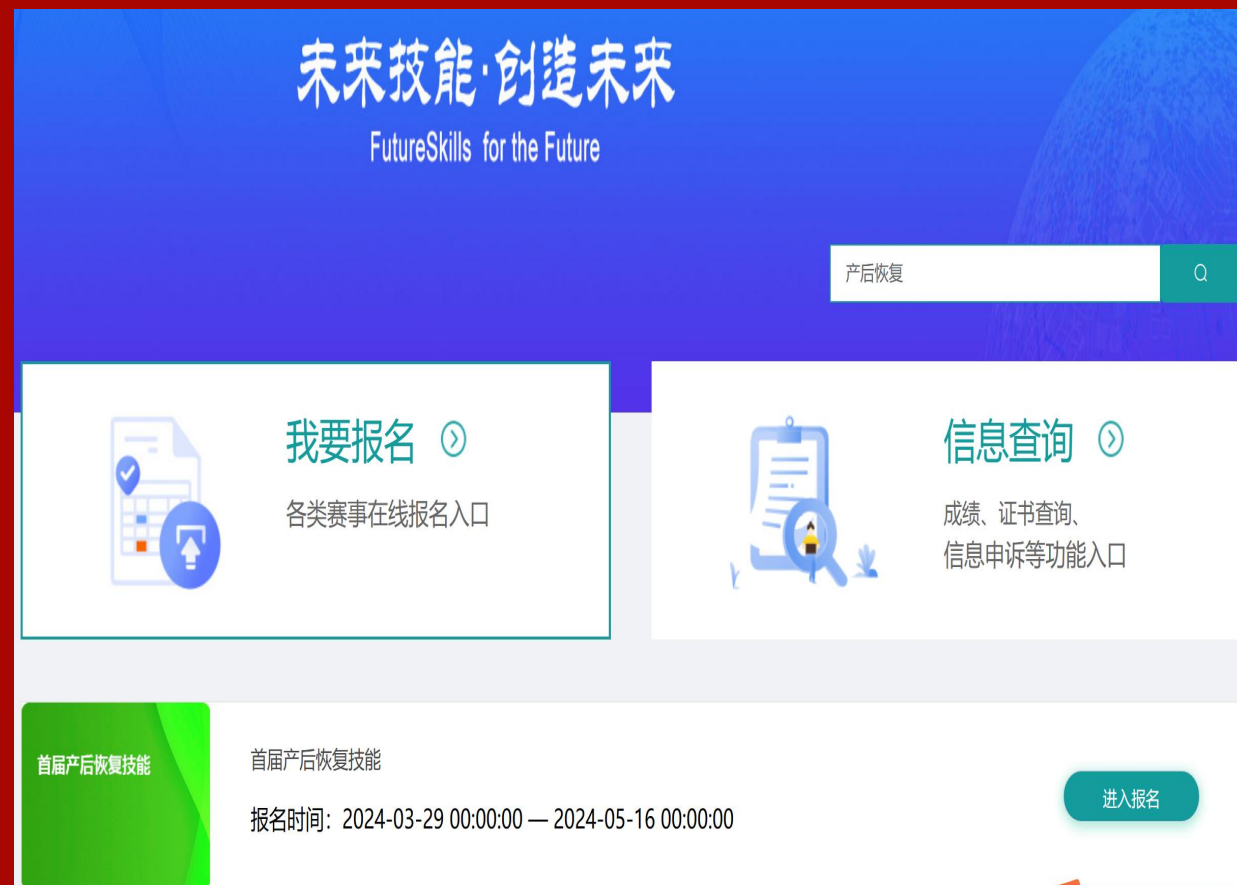 未来技能·创造未来
FutureSkills for the Future
产后恢复
我要报名
各类赛事在线报名入口
信息查询
成绩、证书查询、
信息申诉等功能入口
首届产后恢复技能
首届产后恢复技能
报名时间：2024-03-29 00:00:00 — 2024-05-16 00:00:00
进入报名